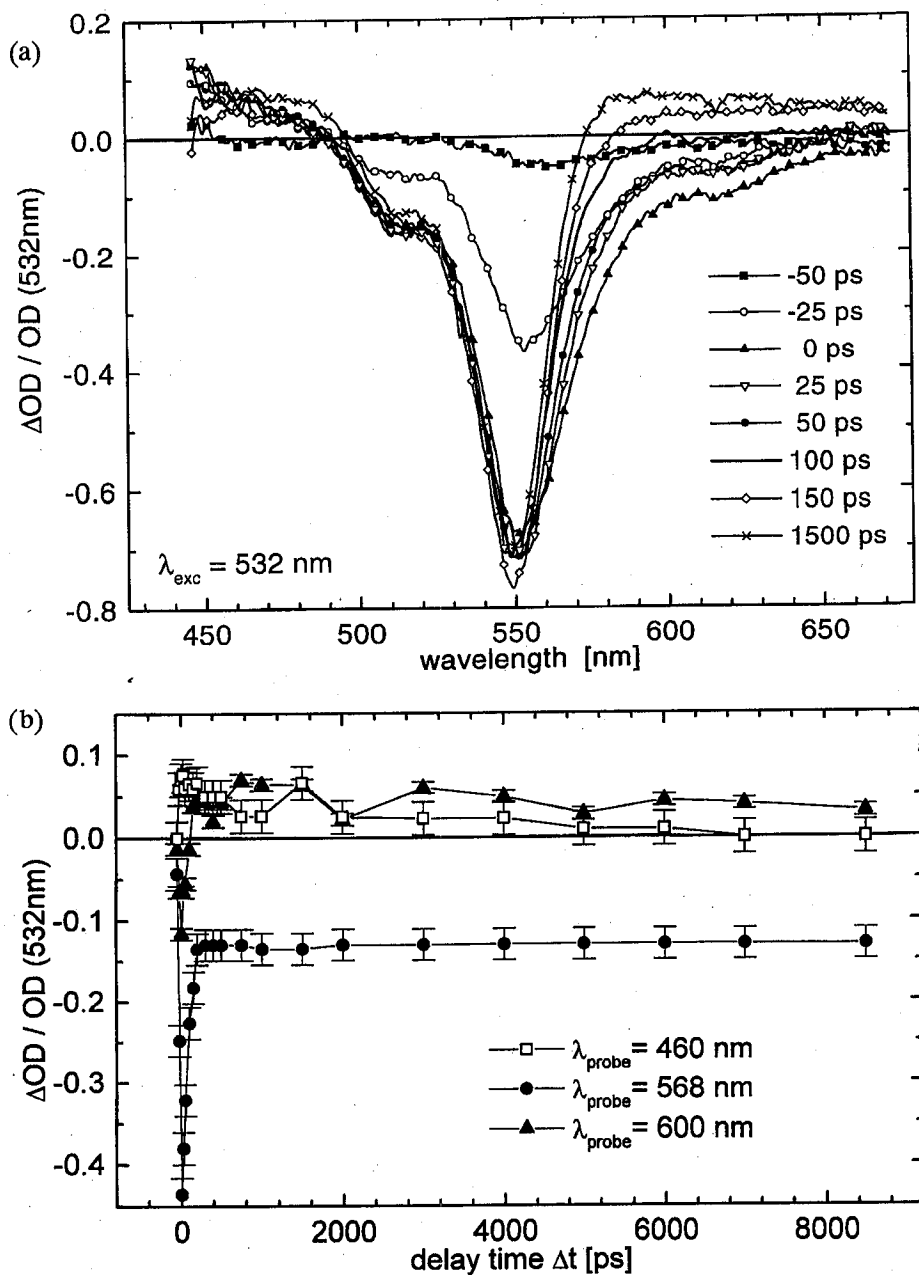 (a)
ΔOD / OD (532nm)
0.2
0.0
-0.2
-0.4
-0.6
-0.8
-50 ps
-25 ps
0 ps
25 ps
50 ps
100 ps
150 ps
1500 ps
λexc = 532 nm
450 500 550 600 650
wavelength [nm]
(b)
ΔOD / OD (532nm)
0.1
0.0
-0.1
-0.2
-0.3
-0.4
λprobe= 460 nm
λprobe= 568 nm
λprobe= 600 nm
0 2000 4000 6000 8000
delay time Δt [ps]